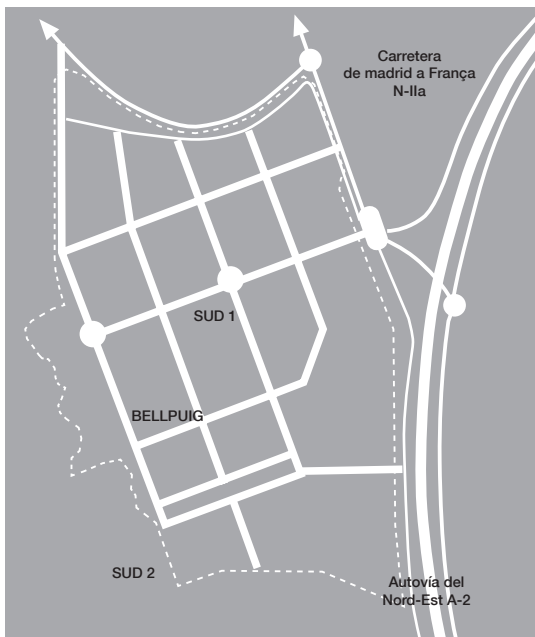 Carretera
de madrid a França
N-IIa
SUD 1
BELLPUIG
SUD 2
Autovía del
Nord-Est A-2